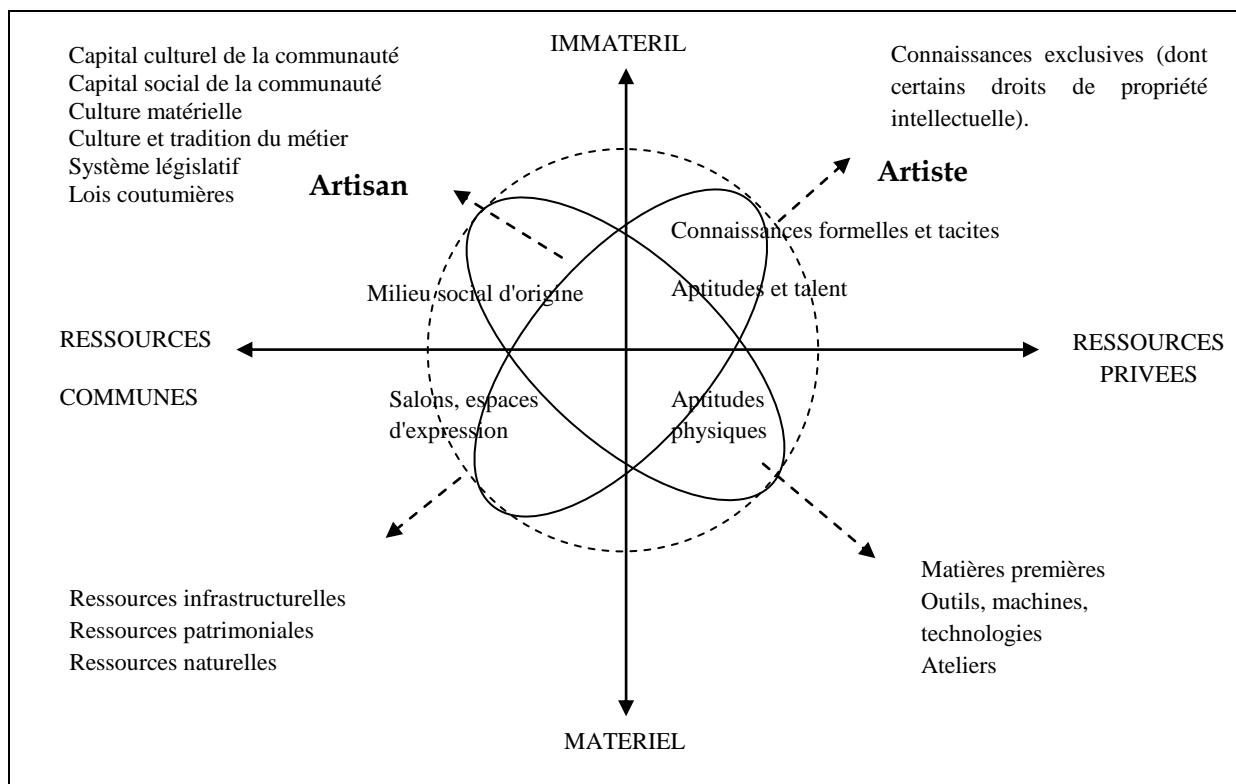 Capital culturel de la communauté
Capital social de la communauté
Culture matérielle
Culture et tradition du métier
Système législatif
Lois coutumières
IMMATERIL
Connaissances exclusives (dont
certains droits de propriété
intellectuelle).
Artisan
Artiste
Connaissances formelles et tacites
Milieu social d'origine
Aptitudes et talent
RESSOURCES
COMMUNES
RESSOURCES
PRIVEES
Salons, espaces
d'expression
Aptitudes
physiques
Ressources infrastructurelles
Ressources patrimoniales
Ressources naturelles
Matières premières
Outils, machines,
technologies
Ateliers
MATERIEL